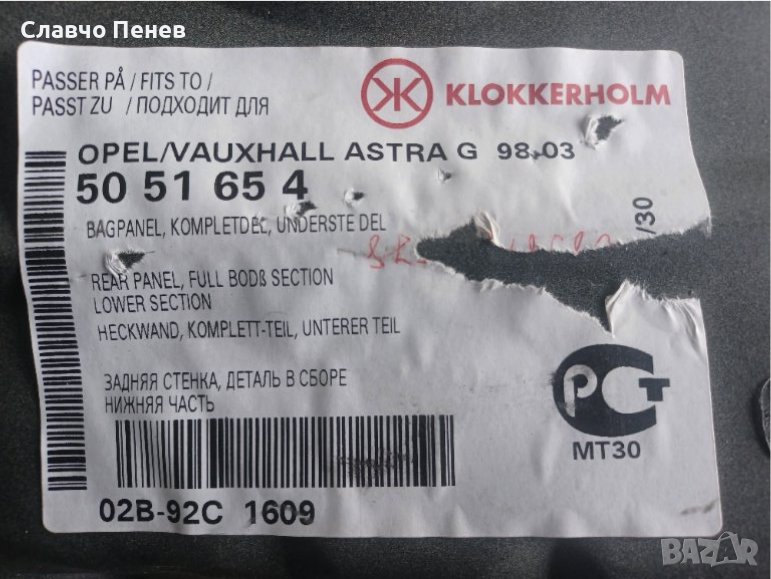 Славчо Пенев
PASSER PÅ / FITS TO /
PASST ZU / ПОДХОДИТ ДЛЯ
KLOKKERHOLM
OPEL/VAUXHALL ASTRA G 98-03
50 51 65 4
BAGPANEL, KOMPLETDEL, UNDERSTE DEL
/30
REAR PANEL, FULL BODß SECTION
LOWER SECTION
HECKWAND, KOMPLETT-TEIL, UNTERER TEIL
ЗАДНЯЯ СТЕНКА, ДЕТАЛЬ В СБОРЕ
НИЖНЯЯ ЧАСТЬ
РСТ
MT30
02B-92C 1609
BAZAR